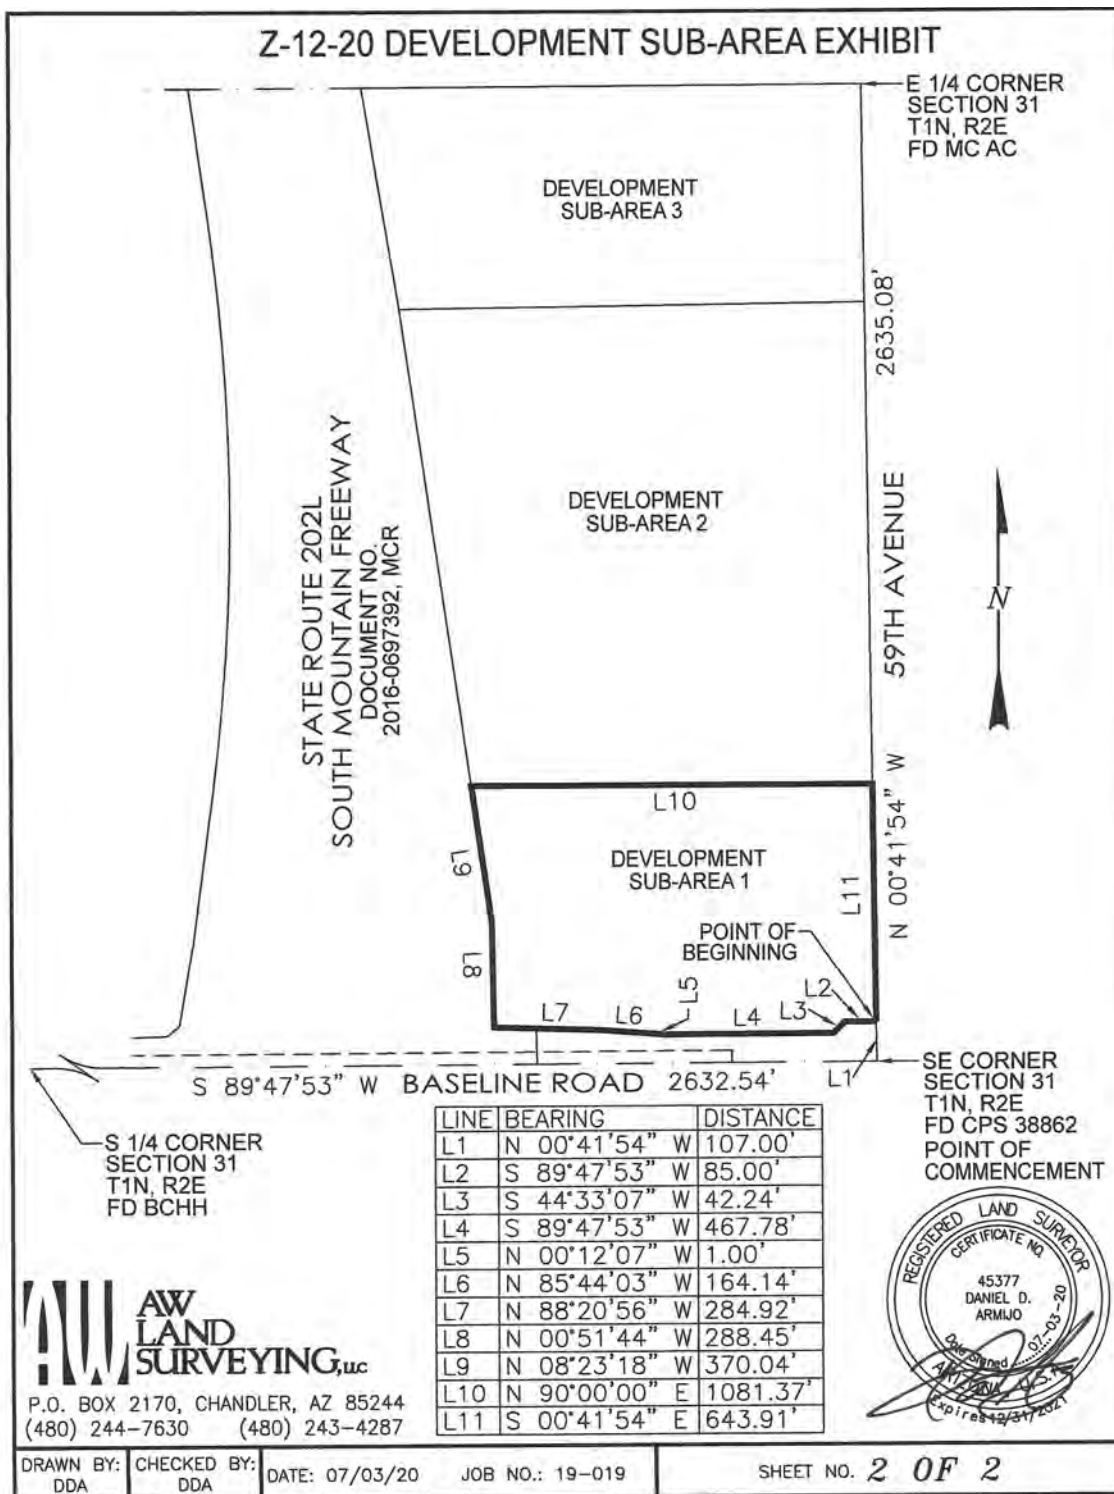 Z-12-20 DEVELOPMENT SUB-AREA EXHIBIT
E 1/4 CORNER
SECTION 31
T1N, R2E
FD MC AC
DEVELOPMENT
SUB-AREA 3
2635.08'
DEVELOPMENT
SUB-AREA 2
59TH AVENUE
N
STATE ROUTE 202L
SOUTH MOUNTAIN FREEWAY
DOCUMENT NO.
2016-0697392, MCR
N 00°41'54" W
L10
L9
DEVELOPMENT
SUB-AREA 1
L11
POINT OF
BEGINNING
L8
L7
L6
L5
L4
L3
L2
L1
S 89°47'53" W BASELINE ROAD 2632.54'
SE CORNER
SECTION 31
T1N, R2E
FD CPS 38862
POINT OF
COMMENCEMENT
S 1/4 CORNER
SECTION 31
T1N, R2E
FD BCHH
LINE BEARING DISTANCE
L1 N 00°41'54" W 107.00'
L2 S 89°47'53" W 85.00'
L3 S 44°33'07" W 42.24'
L4 S 89°47'53" W 467.78'
L5 N 00°12'07" W 1.00'
L6 N 85°44'03" W 164.14'
L7 N 88°20'56" W 284.92'
L8 N 00°51'44" W 288.45'
L9 N 08°23'18" W 370.04'
L10 N 90°00'00" E 1081.37'
L11 S 00°41'54" E 643.91'
REGISTERED LAND SURVEYOR
CERTIFICATE NO.
45377
DANIEL D.
ARMIJO
Date Signed 07-03-20
ARIZONA, U.S.A.
Expires 12/31/2021
AW
AW
LAND
SURVEYING,LLC
P.O. BOX 2170, CHANDLER, AZ 85244
(480) 244-7630 (480) 243-4287
DRAWN BY:
DDA
CHECKED BY:
DDA
DATE: 07/03/20
JOB NO.: 19-019
SHEET NO. 2 OF 2